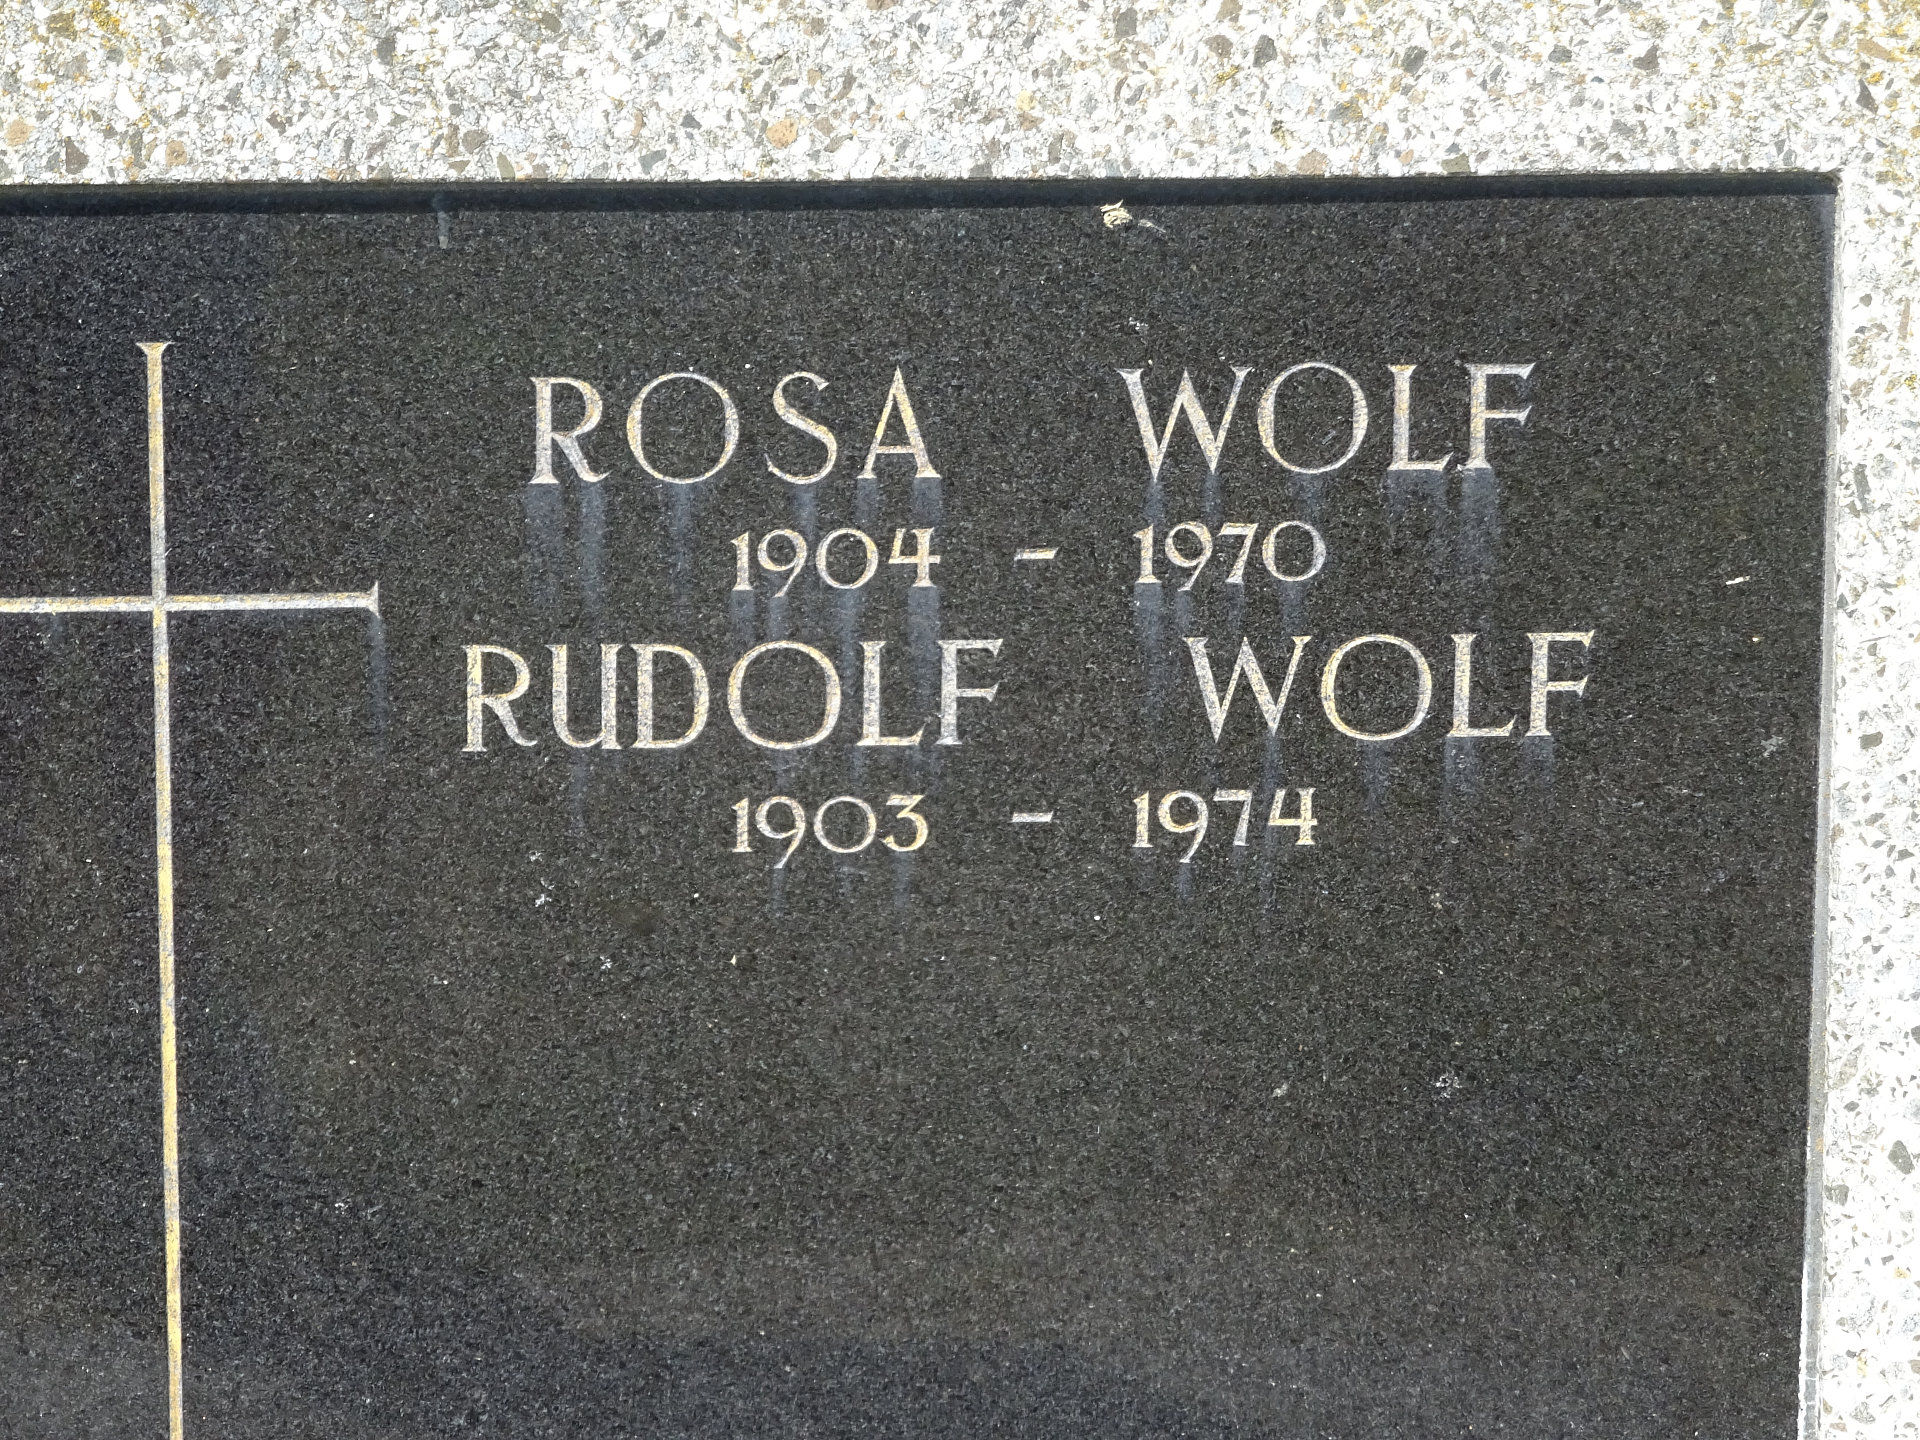 ROSA WOLF
1904 - 1970
RUDOLF WOLF
1903 - 1974